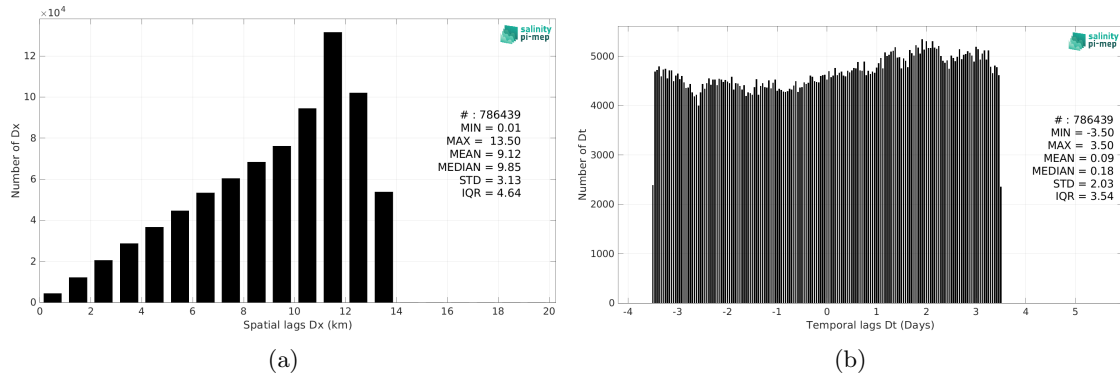 ×10⁴
12
10
8
6
4
2
0
0 2 4 6 8 10 12 14 16 18 20
Number of Dx
Spatial lags Dx (km)
salinity
pi-mep
# : 786439
MIN = 0.01
MAX = 13.50
MEAN = 9.12
MEDIAN = 9.85
STD = 3.13
IQR = 4.64
(a)
5000
4000
3000
2000
1000
0
-4 -3 -2 -1 0 1 2 3 4 5
Number of Dt
Temporal lags Dt (Days)
salinity
pi-mep
# : 786439
MIN = -3.50
MAX = 3.50
MEAN = 0.09
MEDIAN = 0.18
STD = 2.03
IQR = 3.54
(b)